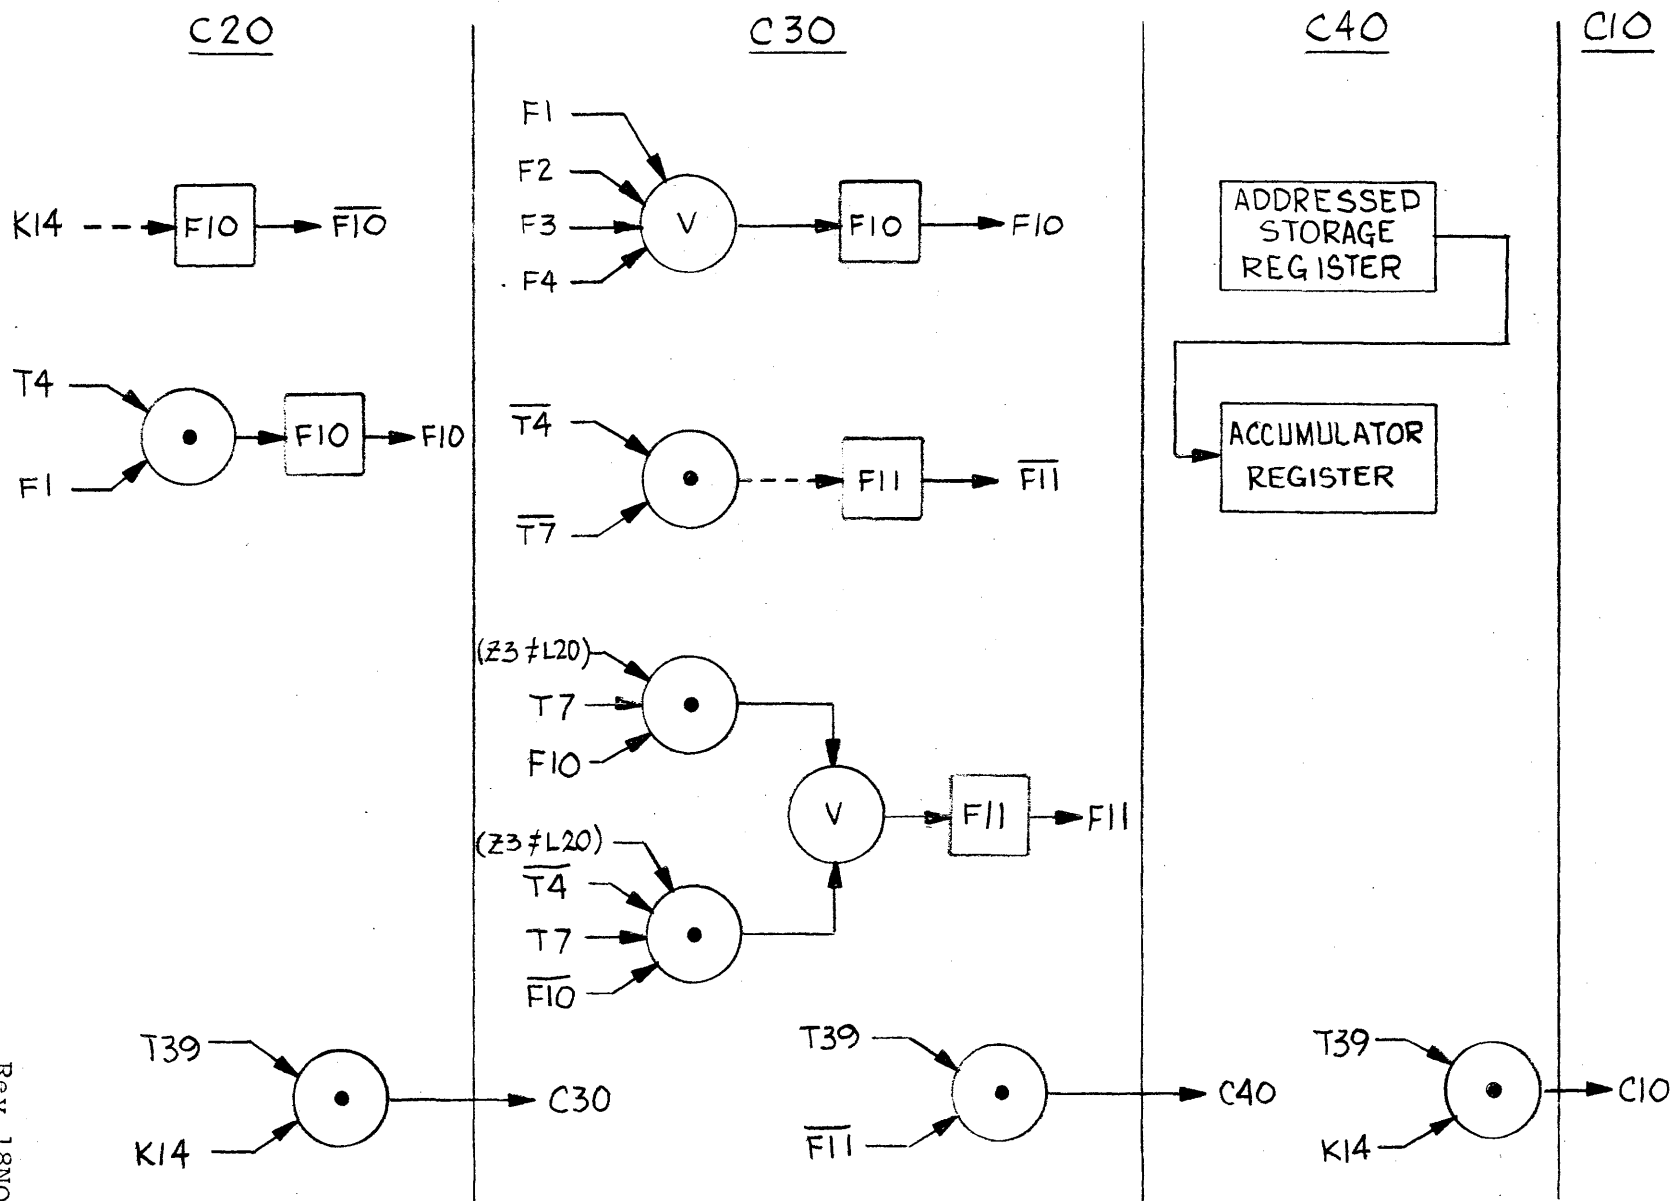 C20
C30
C40
C10
K14
F10
F10
F1
F2
F3
F4
V
F10
F10
ADDRESSED
STORAGE
REGISTER
T4
F1
F10
F10
T4
T7
F11
F11
ACCUMULATOR
REGISTER
(Z3≠L20)
T7
F10
V
F11
F11
(Z3≠L20)
T4
T7
F10
T39
K14
C30
T39
F11
C40
T39
K14
C10